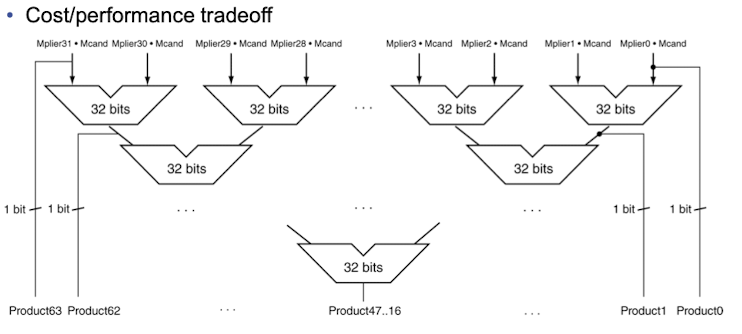 • Cost/performance tradeoff
Mplier31 • Mcand Mplier30 • Mcand Mplier29 • Mcand Mplier28 • Mcand Mplier3 • Mcand Mplier2 • Mcand Mplier1 • Mcand Mplier0 • Mcand
32 bits 32 bits . . . 32 bits 32 bits
32 bits 32 bits
1 bit 1 bit . . . . . . . . . 1 bit 1 bit
32 bits
Product63 Product62 . . . Product47..16 . . . Product1 Product0